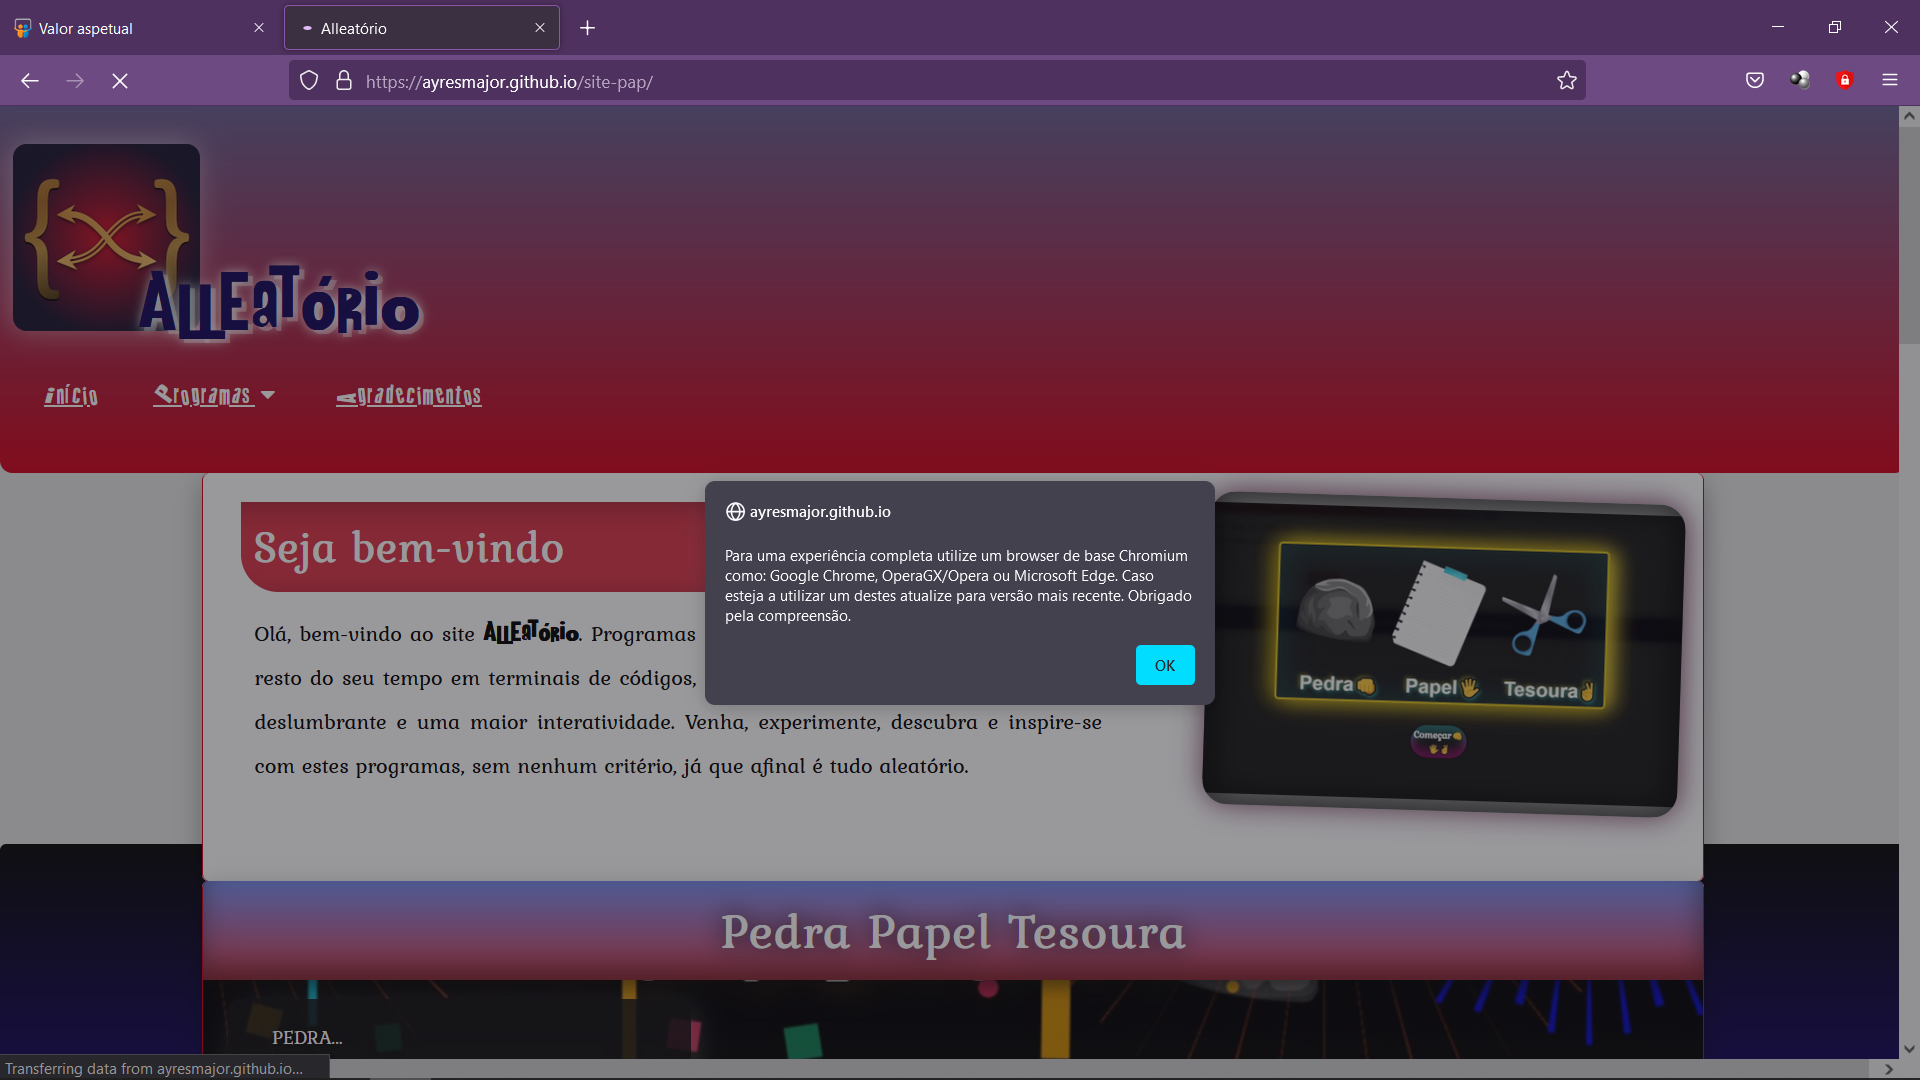 Valor aspetual
Alleatório
https://ayresmajor.github.io/site-pap/
AllEatório
Início
Programas
Agradecimentos
ayresmajor.github.io
Para uma experiência completa utilize um browser de base Chromium
como: Google Chrome, OperaGX/Opera ou Microsoft Edge. Caso
esteja a utilizar um destes atualize para versão mais recente. Obrigado
pela compreensão.
OK
Seja bem-vindo
Olá, bem-vindo ao site AllEatório. Programas
resto do seu tempo em terminais de códigos,
deslumbrante e uma maior interatividade. Venha, experimente, descubra e inspire-se
com estes programas, sem nenhum critério, já que afinal é tudo aleatório.
Pedra👊 Papel🖐 Tesoura✌
Começar👊
🖐✌
Pedra Papel Tesoura
PEDRA...
Transferring data from ayresmajor.github.io...